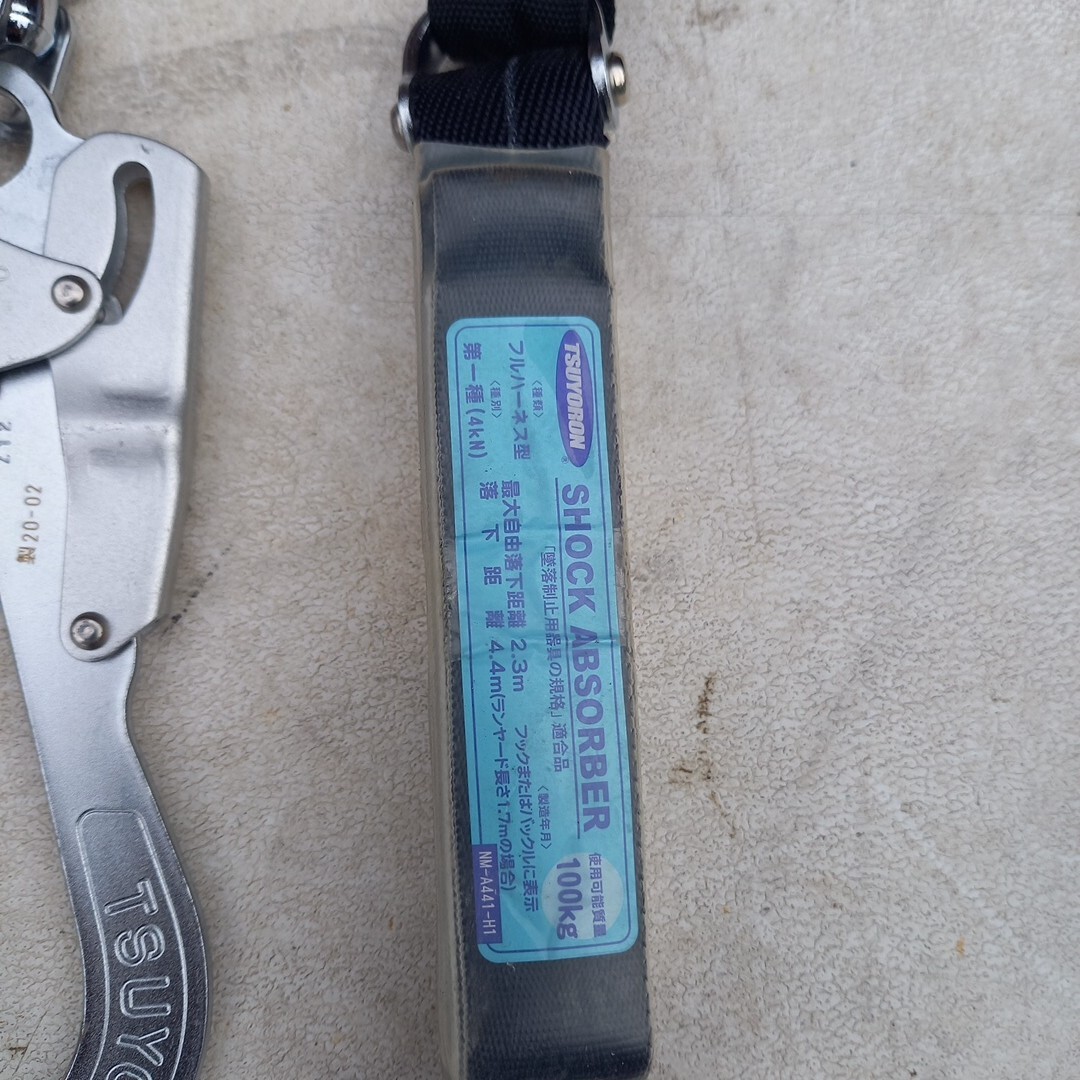 TSUYORON
®
SHOCK ABSORBER
使用可能質量
100kg
「墜落制止用器具の規格」適合品
〈種類〉
フルハーネス型
〈種別〉
第一種(4kN)
最大自由落下距離 2.3m
落下距離 4.4m(ランヤード長さ1.7mの場合)
〈製造年月〉
フックまたはバックルに表示
NM-A441-H1
製20-02
TSUYO